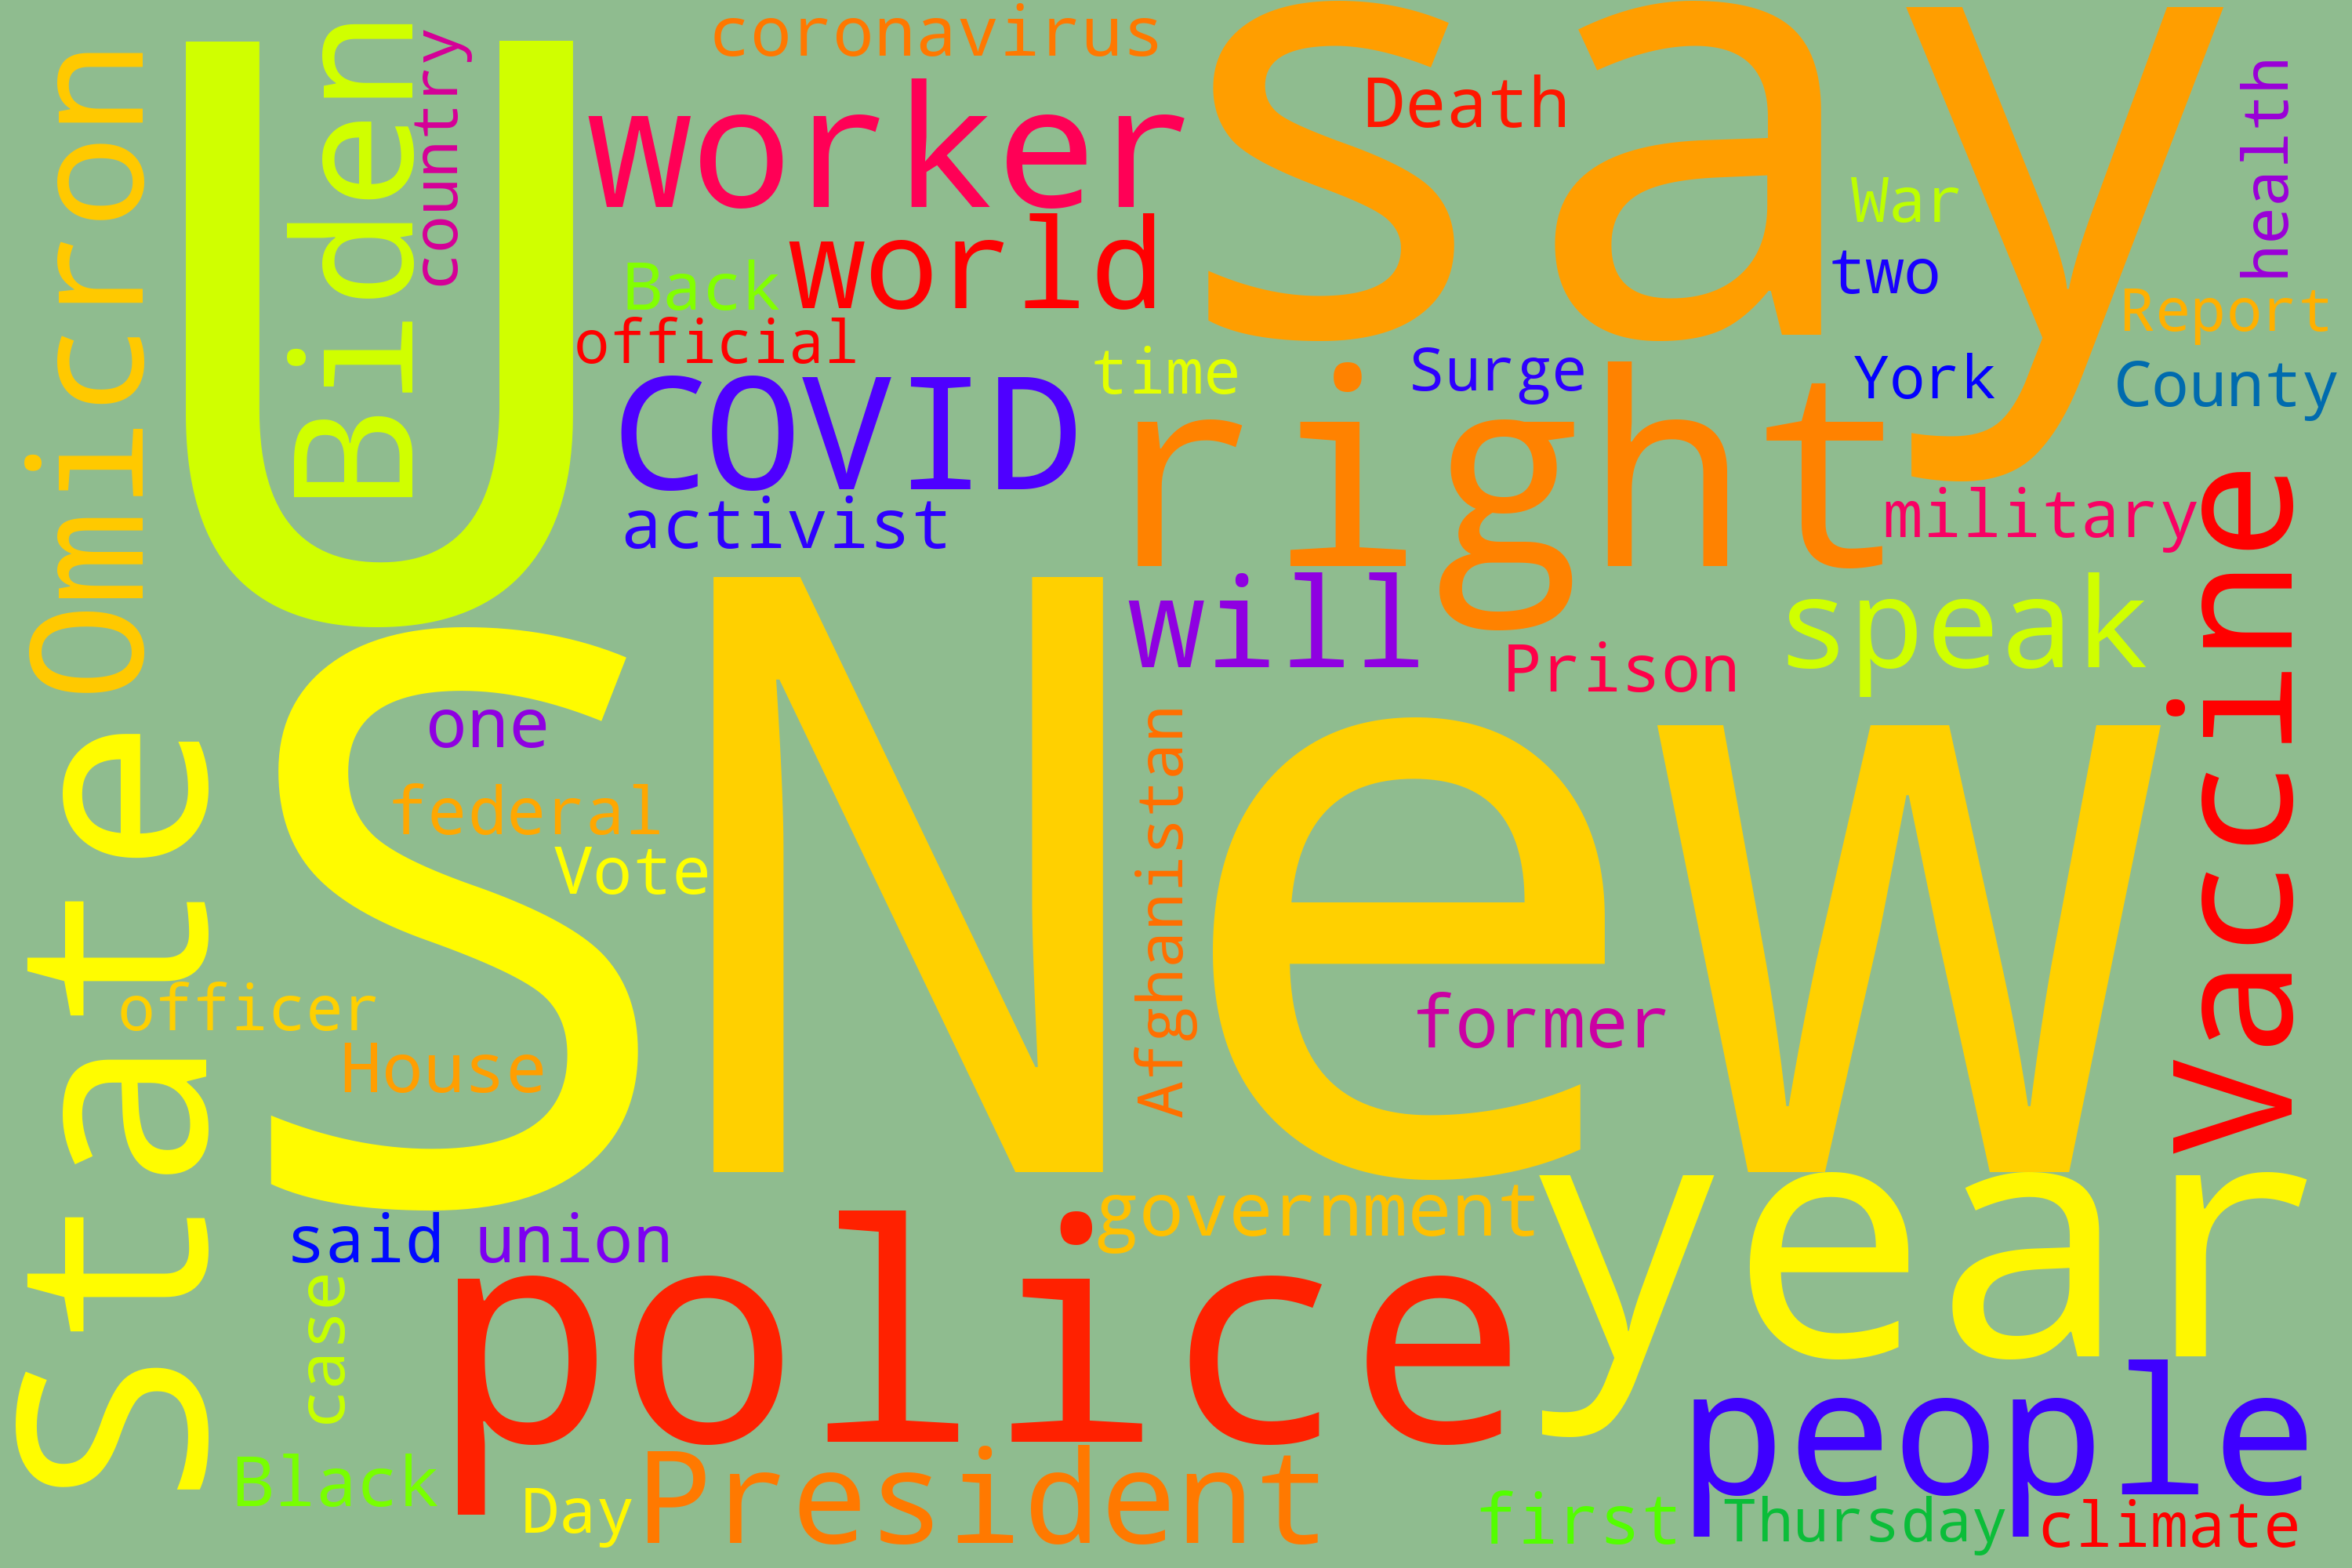 coronavirus
say
Omicron
U
Biden
country
worker
Death
health
War
world
two
Back
Report
official
time
Surge
York
County
COVID
right
activist
military
vaccine
will
speak
Prison
S
New
one
State
Afghanistan
federal
Vote
officer
former
House
government
year
said
union
police
case
people
Black
President
Day
first
Thursday
climate